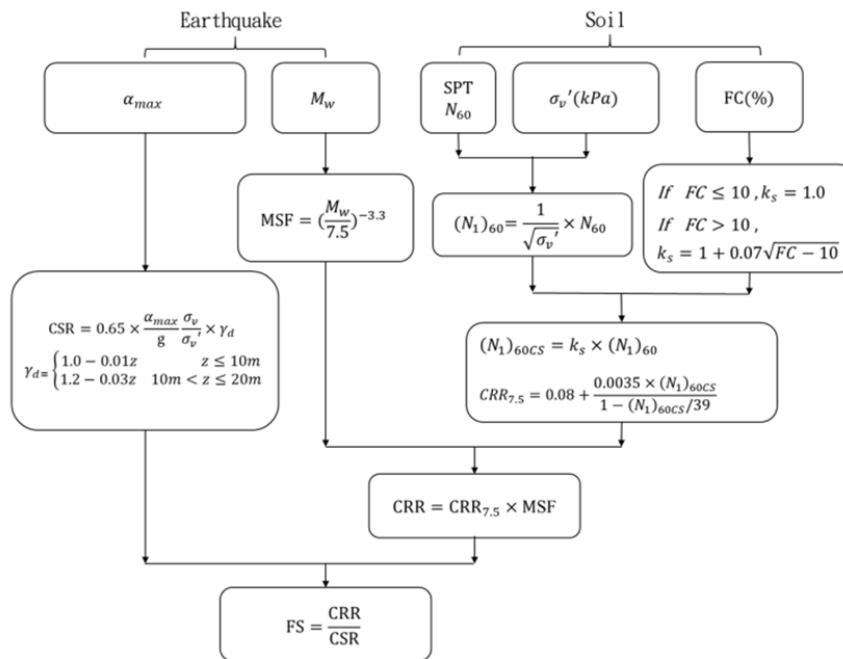 Earthquake
Soil
α_max
M_w
SPT
N_60
σ_v'(kPa)
FC(%)
MSF = (M_w/7.5)^−3.3
(N_1)_60= 1/√σ_v' × N_60
If FC ≤ 10 , k_s = 1.0
If FC > 10 ,
k_s = 1 + 0.07√(FC − 10)
CSR = 0.65 × α_max/g σ_v/σ_v' × γ_d
γ_d= { 1.0 − 0.01z z ≤ 10m
1.2 − 0.03z 10m < z ≤ 20m
(N_1)_60CS = k_s × (N_1)_60
CRR_7.5 = 0.08 + 0.0035 × (N_1)_60CS / 1 − (N_1)_60CS/39
CRR = CRR_7.5 × MSF
FS = CRR/CSR